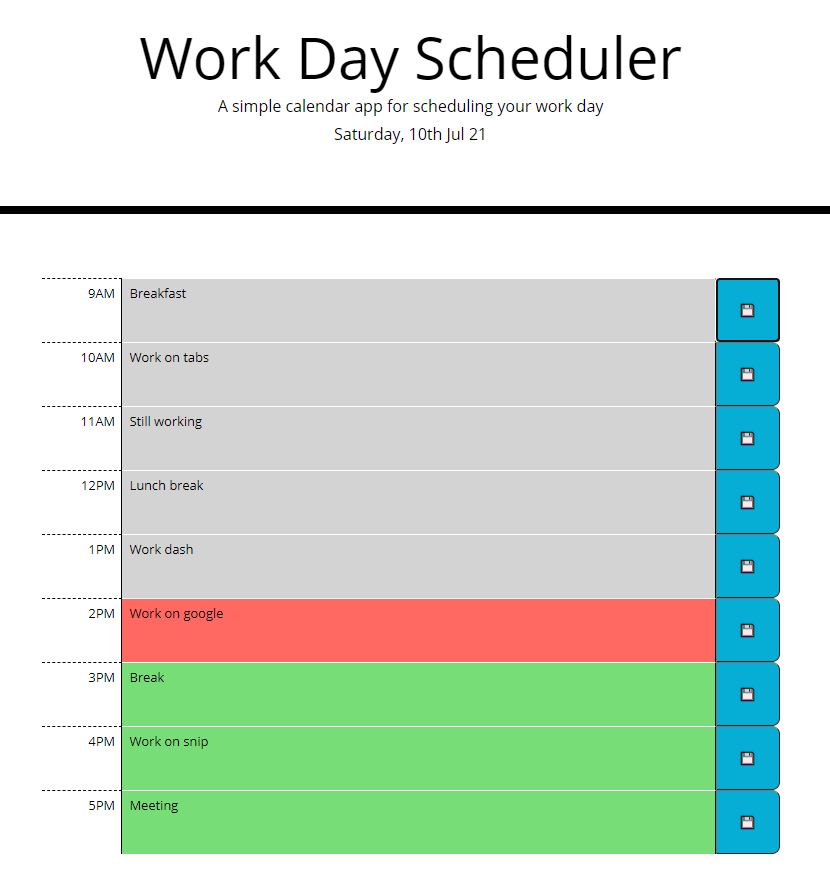 Work Day Scheduler
A simple calendar app for scheduling your work day
Saturday, 10th Jul 21
9AM Breakfast
10AM Work on tabs
11AM Still working
12PM Lunch break
1PM Work dash
2PM Work on google
3PM Break
4PM Work on snip
5PM Meeting